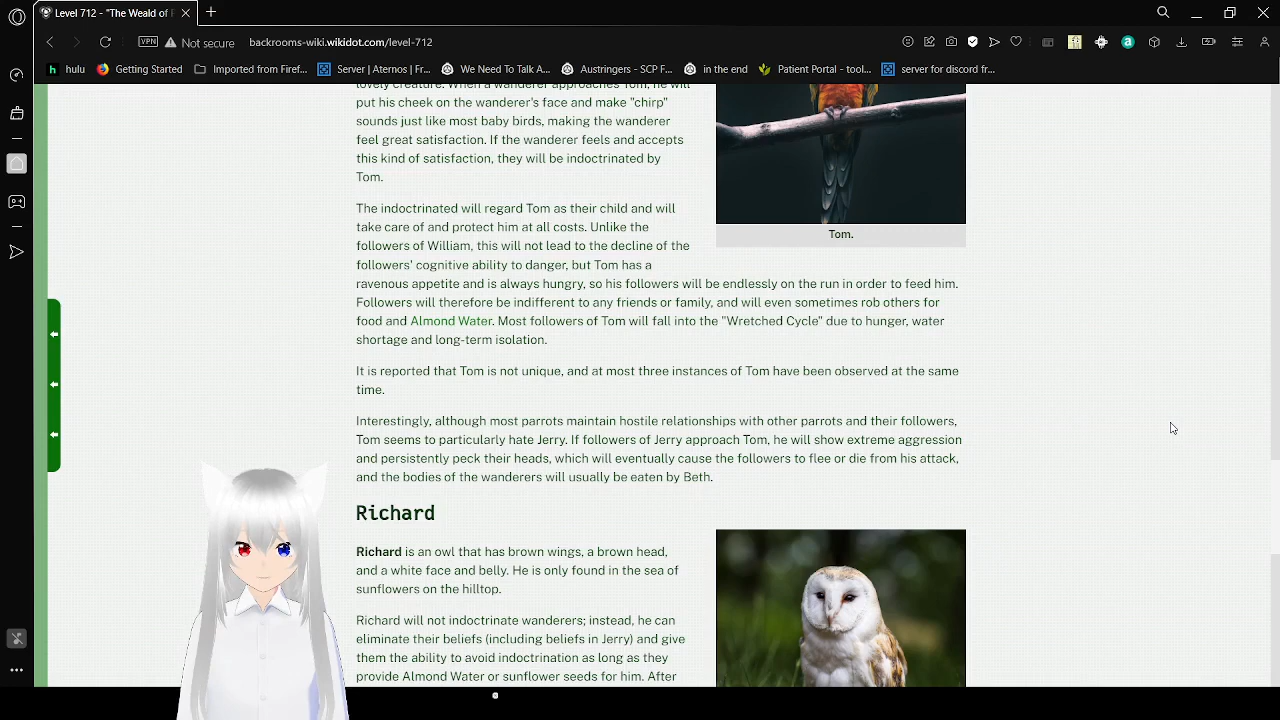 Level 712 - "The Weald of F
VPN
Not secure
backrooms-wiki.wikidot.com/level-712
hulu
Getting Started
Imported from Firef...
Server | Aternos | Fr...
We Need To Talk A...
Austringers - SCP F...
in the end
Patient Portal - tool...
server for discord fr...
lovely creature. When a wanderer approaches Tom, he will
put his cheek on the wanderer's face and make "chirp"
sounds just like most baby birds, making the wanderer
feel great satisfaction. If the wanderer feels and accepts
this kind of satisfaction, they will be indoctrinated by
Tom.
The indoctrinated will regard Tom as their child and will
take care of and protect him at all costs. Unlike the
followers of William, this will not lead to the decline of the
followers' cognitive ability to danger, but Tom has a
ravenous appetite and is always hungry, so his followers will be endlessly on the run in order to feed him.
Followers will therefore be indifferent to any friends or family, and will even sometimes rob others for
food and Almond Water. Most followers of Tom will fall into the "Wretched Cycle" due to hunger, water
shortage and long-term isolation.
Tom.
It is reported that Tom is not unique, and at most three instances of Tom have been observed at the same
time.
Interestingly, although most parrots maintain hostile relationships with other parrots and their followers,
Tom seems to particularly hate Jerry. If followers of Jerry approach Tom, he will show extreme aggression
and persistently peck their heads, which will eventually cause the followers to flee or die from his attack,
and the bodies of the wanderers will usually be eaten by Beth.
Richard
Richard is an owl that has brown wings, a brown head,
and a white face and belly. He is only found in the sea of
sunflowers on the hilltop.
Richard will not indoctrinate wanderers; instead, he can
eliminate their beliefs (including beliefs in Jerry) and give
them the ability to avoid indoctrination as long as they
provide Almond Water or sunflower seeds for him. After